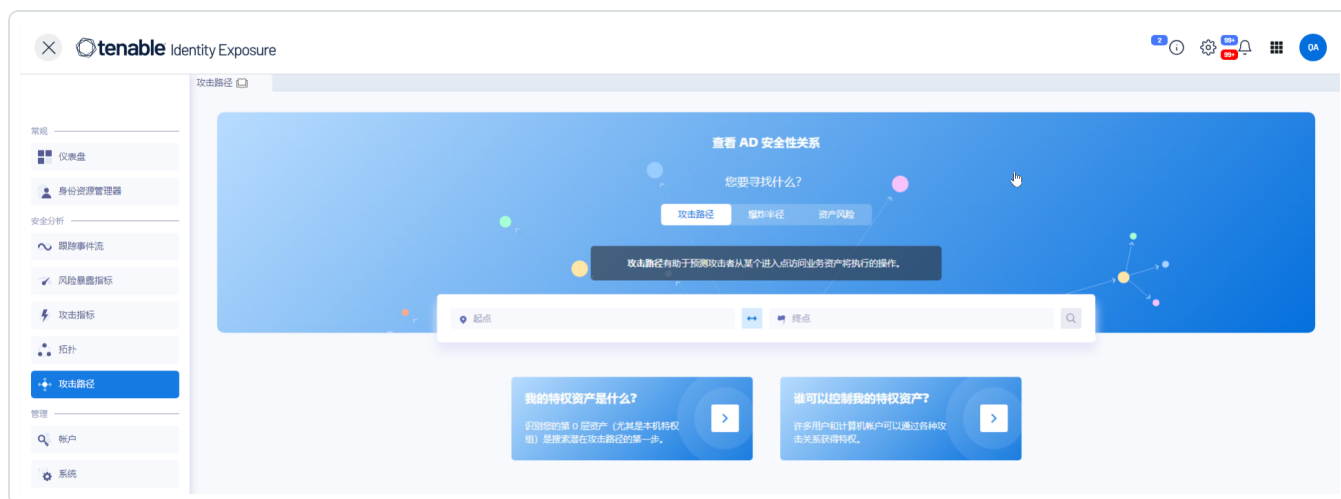 tenable Identity Exposure
2
99+
99+
QA
攻击路径
常规
仪表盘
身份资源管理器
安全分析
跟踪事件流
风险暴露指标
攻击指标
拓扑
攻击路径
管理
帐户
系统
查看 AD 安全性关系
您要寻找什么?
攻击路径 爆炸半径 资产风险
攻击路径有助于预测攻击者从某个进入点访问业务资产将执行的操作。
起点 终点
我的特权资产是什么?
识别您的第 0 层资产（尤其是本机特权
组）是搜索潜在攻击路径的第一步。
谁可以控制我的特权资产?
许多用户和计算机帐户可以通过各种攻
击关系获得特权。